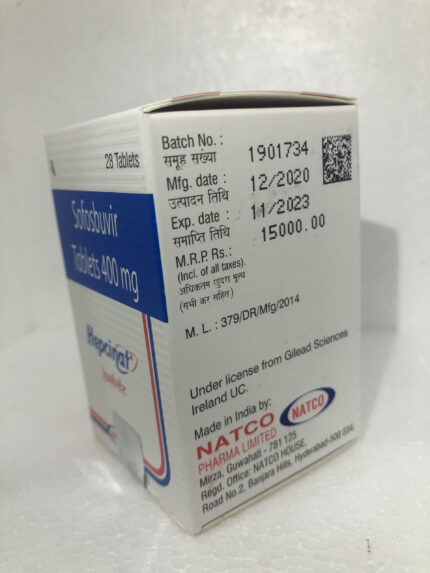 28 Tablets
Sofosbuvir
Tablets 400 mg
Hepcinat
Batch No. :
समूह संख्या
1901734
Mfg. date :
उत्पादन तिथि
12/2020
Exp. date :
समाप्ति तिथि
11/2023
M.R.P. Rs.:
15000.00
(Incl. of all taxes).
अधिकतम खुदरा मूल्य
(सभी कर सहित)
M. L. : 379/DR/Mfg/2014
Under license from Gilead Sciences
Ireland UC.
Made in India by:
NATCO
NATCO
PHARMA LIMITED
Mirza, Guwahati - 781 125
Regd. Office: NATCO HOUSE,
Road No.2, Banjara Hills, Hyderabad-500 034.